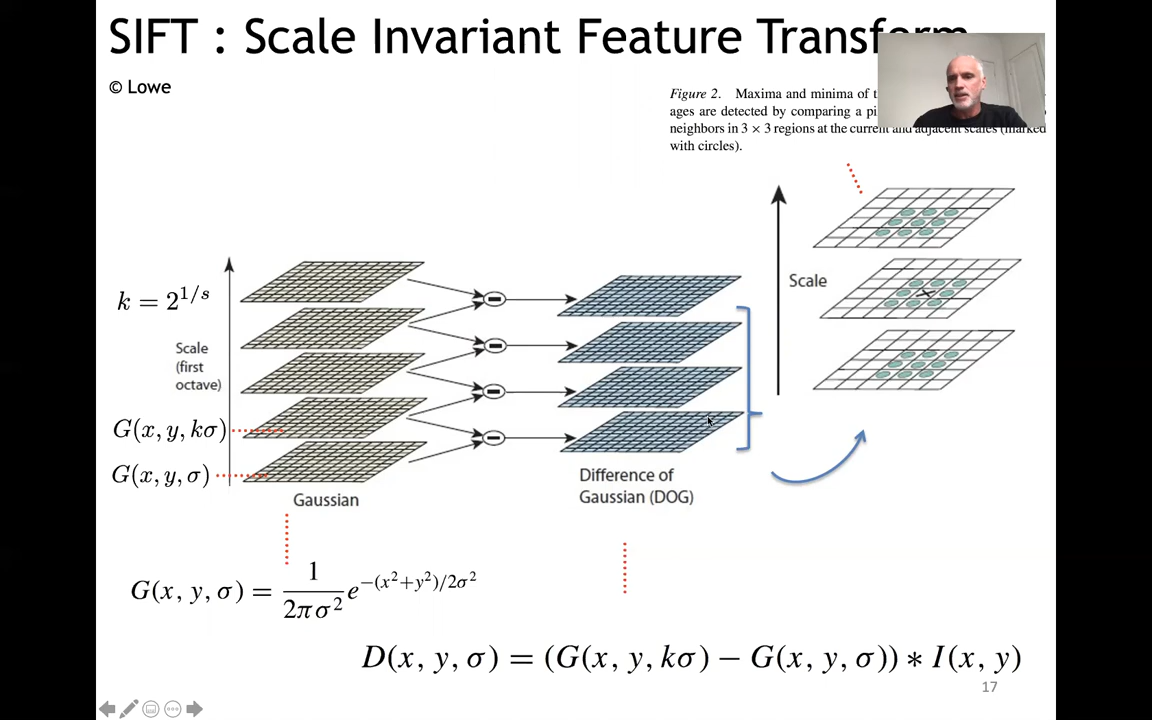 SIFT : Scale Invariant Feature Transform
© Lowe
Figure 2. Maxima and minima of
ages are detected by comparing a
neighbors in 3 × 3 regions at the current and adjacent scales (marked
with circles).
Scale
k = 2^{1/s}
Scale
(first
octave)
G(x, y, kσ)
G(x, y, σ)
Difference of
Gaussian (DOG)
Gaussian
G(x, y, σ) = \frac{1}{2πσ^2} e^{-(x^2+y^2)/2σ^2}
D(x, y, σ) = (G(x, y, kσ) − G(x, y, σ)) ∗ I(x, y)
17